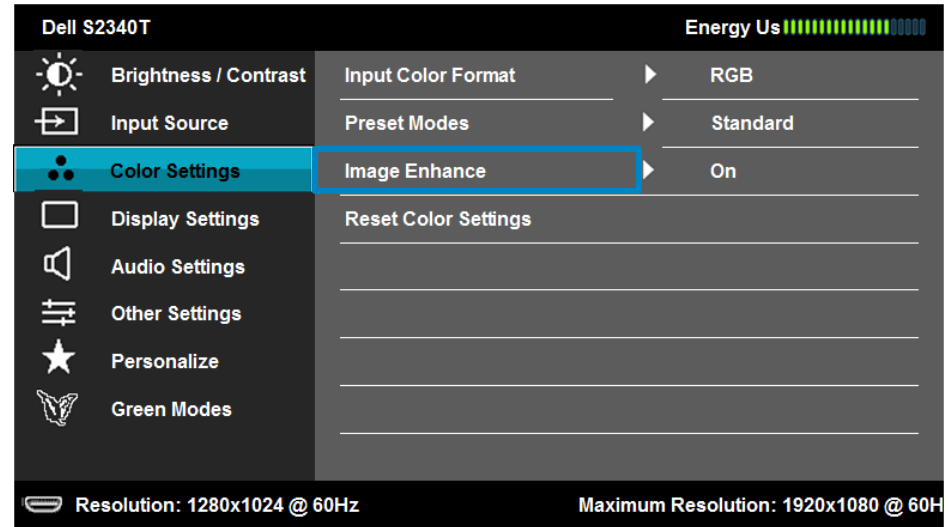 Dell S2340T Energy Us
Brightness / Contrast Input Color Format RGB
Input Source Preset Modes Standard
Color Settings Image Enhance On
Display Settings Reset Color Settings
Audio Settings
Other Settings
Personalize
Green Modes
Resolution: 1280x1024 @ 60Hz Maximum Resolution: 1920x1080 @ 60H